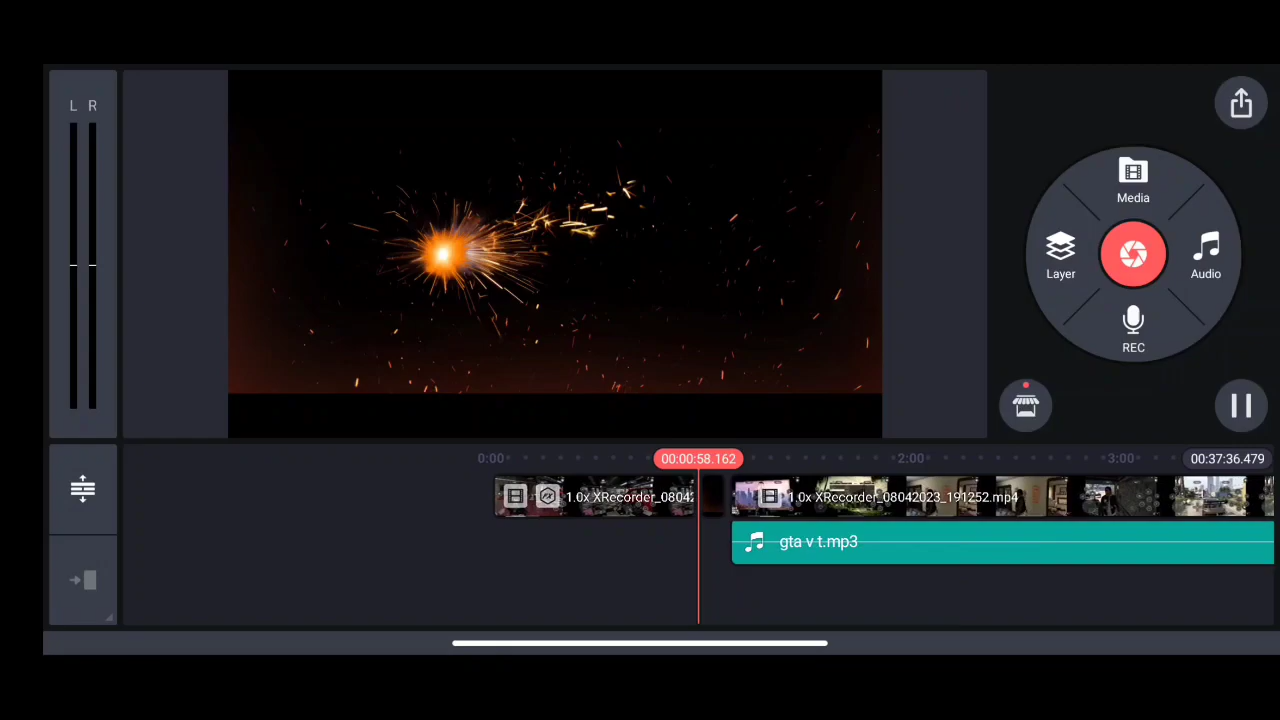 L R
Media
Layer
Audio
REC
0:00
00:00:58.162
2:00
3:00
00:37:36.479
1.0x XRecorder_0804
1.0x XRecorder_08042023_191252.mp4
gta v t.mp3